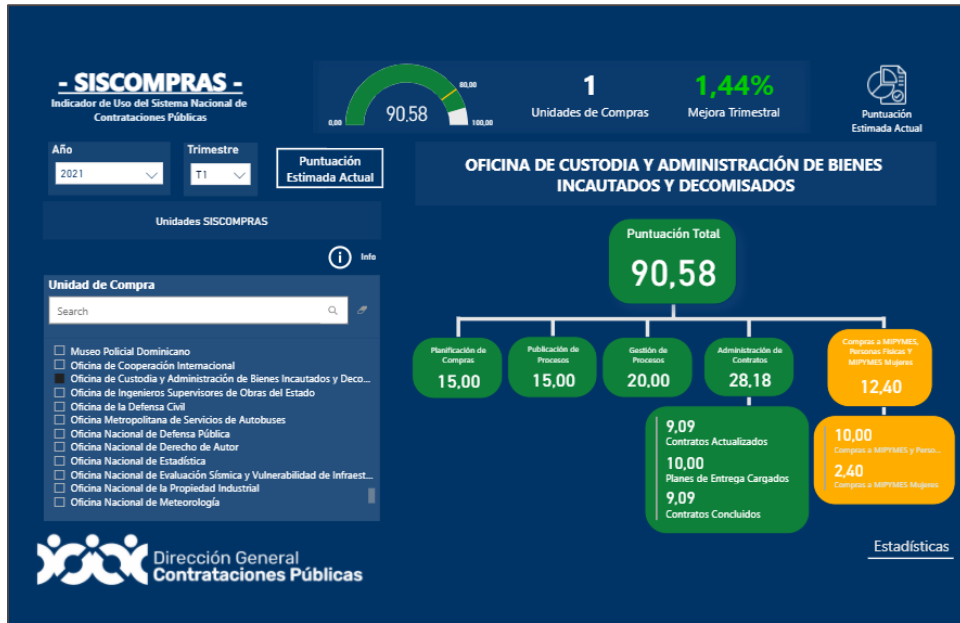 - SISCOMPRAS -
Indicador de Uso del Sistema Nacional de
Contrataciones Públicas
0,00
90,58
80,00
100,00
1
Unidades de Compras
1,44%
Mejora Trimestral
Puntuación
Estimada Actual
Año
2021
Trimestre
T1
Puntuación
Estimada Actual
OFICINA DE CUSTODIA Y ADMINISTRACIÓN DE BIENES
INCAUTADOS Y DECOMISADOS
Unidades SISCOMPRAS
Info
Unidad de Compra
Search
Museo Policial Dominicano
Oficina de Cooperación Internacional
Oficina de Custodia y Administración de Bienes Incautados y Deco...
Oficina de Ingenieros Supervisores de Obras del Estado
Oficina de la Defensa Civil
Oficina Metropolitana de Servicios de Autobuses
Oficina Nacional de Defensa Pública
Oficina Nacional de Derecho de Autor
Oficina Nacional de Estadística
Oficina Nacional de Evaluación Sísmica y Vulnerabilidad de Infraest...
Oficina Nacional de la Propiedad Industrial
Oficina Nacional de Meteorología
Puntuación Total
90,58
Planificación de
Compras
15,00
Publicación de
Procesos
15,00
Gestión de
Procesos
20,00
Administración de
Contratos
28,18
Compras a MIPYMES,
Personas Físicas Y
MIPYMES Mujeres
12,40
9,09
Contratos Actualizados
10,00
Planes de Entrega Cargados
9,09
Contratos Concluidos
10,00
Compras a MIPYMES y Perso...
2,40
Compras a MIPYMES Mujeres
Dirección General
Contrataciones Públicas
Estadísticas